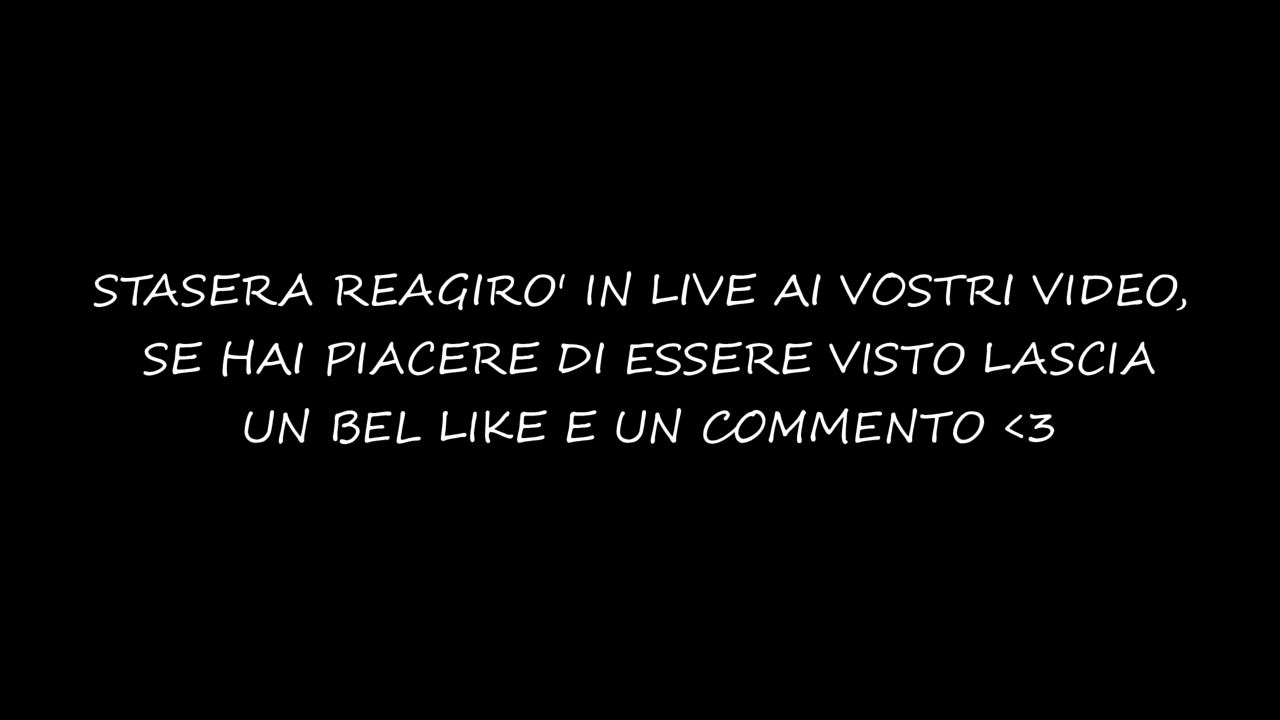 STASERA REAGIRO' IN LIVE AI VOSTRI VIDEO,
SE HAI PIACERE DI ESSERE VISTO LASCIA
UN BEL LIKE E UN COMMENTO <3